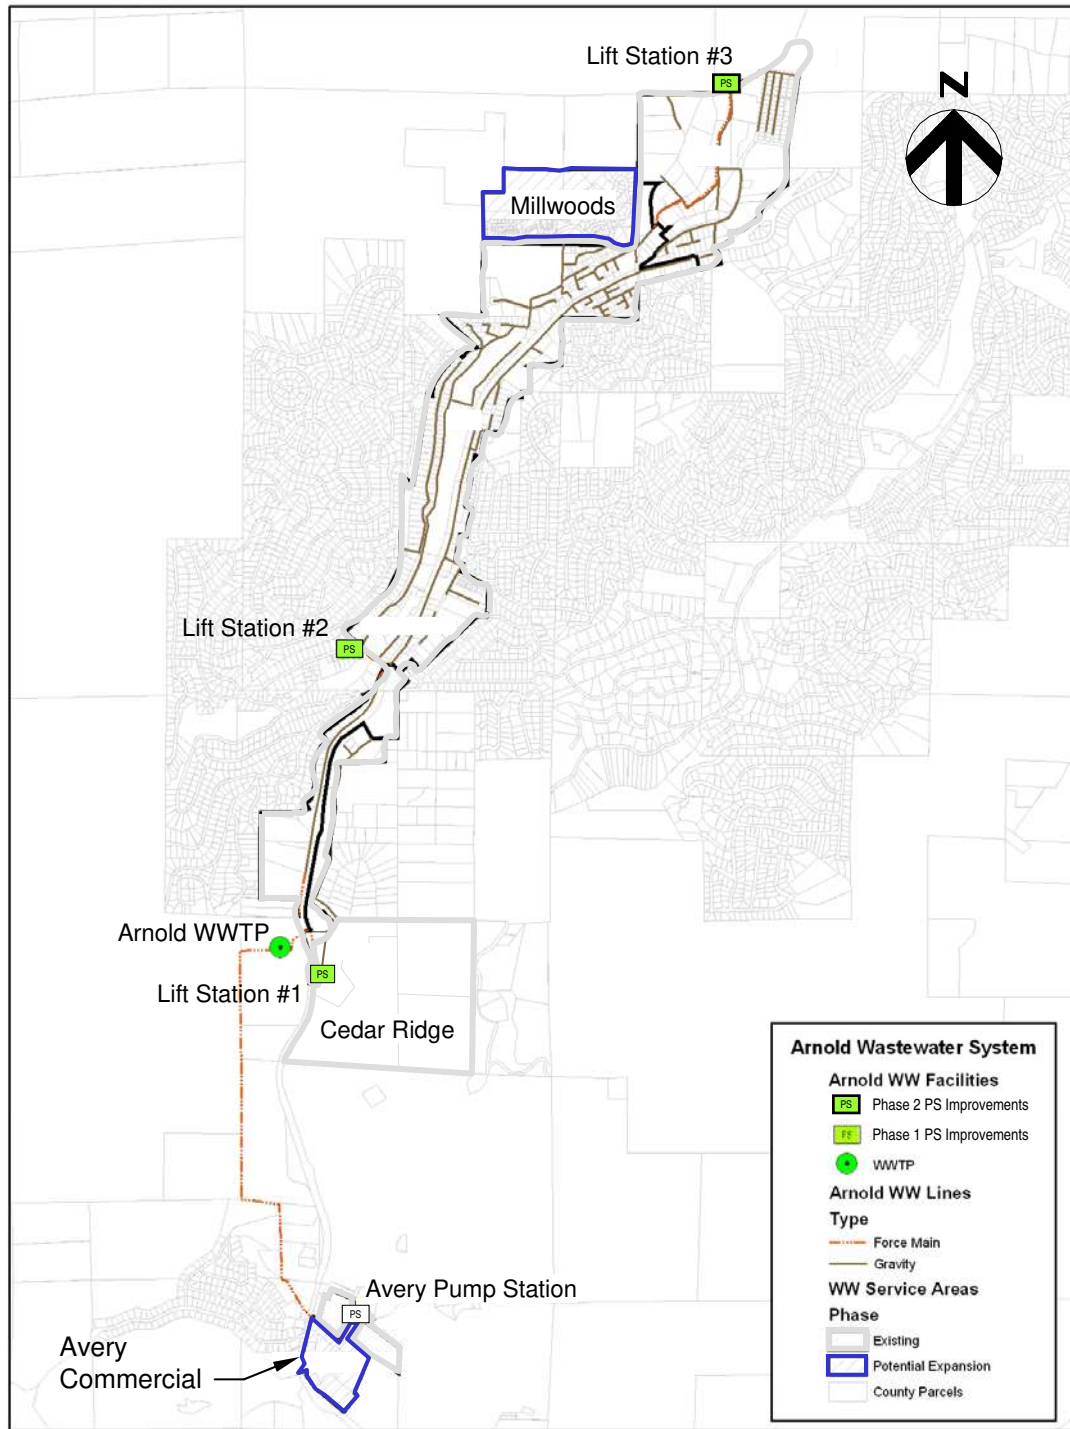 Lift Station #3
PS
N
Millwoods
Lift Station #2
PS
Arnold WWTP
PS
Lift Station #1
Cedar Ridge
Avery Pump Station
PS
Avery
Commercial
Arnold Wastewater System
Arnold WW Facilities
PS Phase 2 PS Improvements
PS Phase 1 PS Improvements
WWTP
Arnold WW Lines
Type
Force Main
Gravity
WW Service Areas
Phase
Existing
Potential Expansion
County Parcels